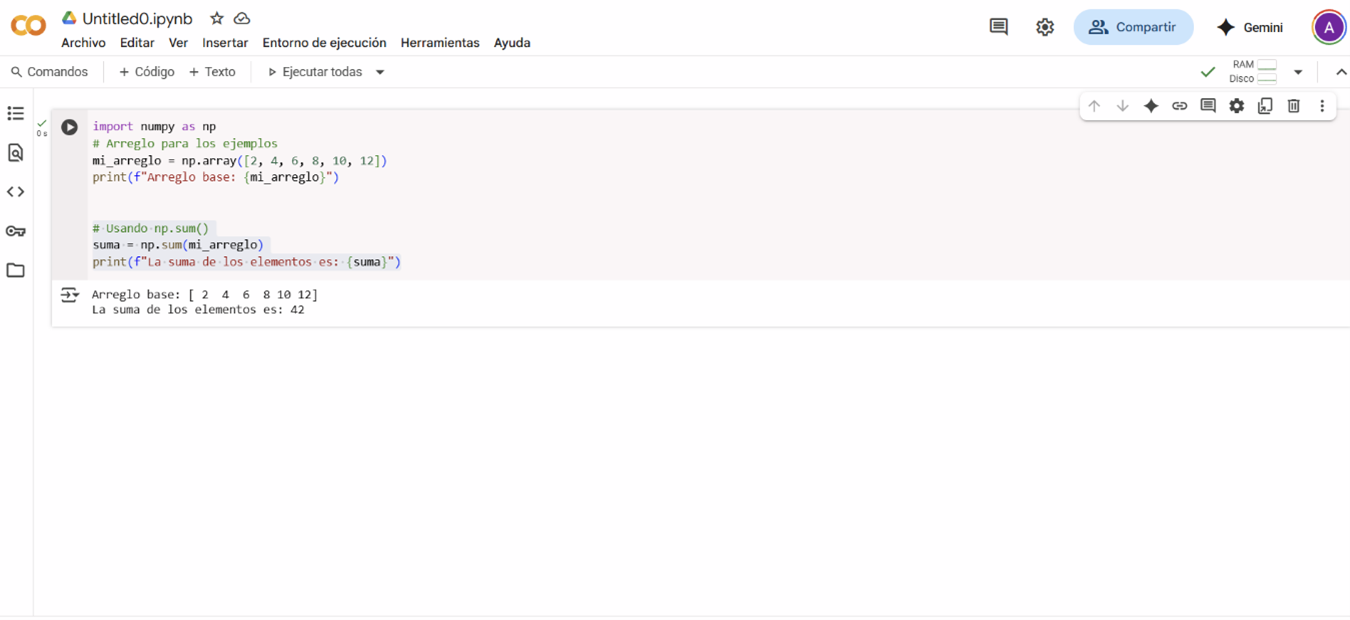 CO
Untitled0.ipynb
Archivo Editar Ver Insertar Entorno de ejecución Herramientas Ayuda
Compartir
Gemini
A
Comandos + Código + Texto Ejecutar todas
RAM
Disco
0 s
import numpy as np
# Arreglo para los ejemplos
mi_arreglo = np.array([2, 4, 6, 8, 10, 12])
print(f"Arreglo base: {mi_arreglo}")
# Usando np.sum()
suma = np.sum(mi_arreglo)
print(f"La suma de los elementos es: {suma}")
Arreglo base: [ 2  4  6  8 10 12]
La suma de los elementos es: 42